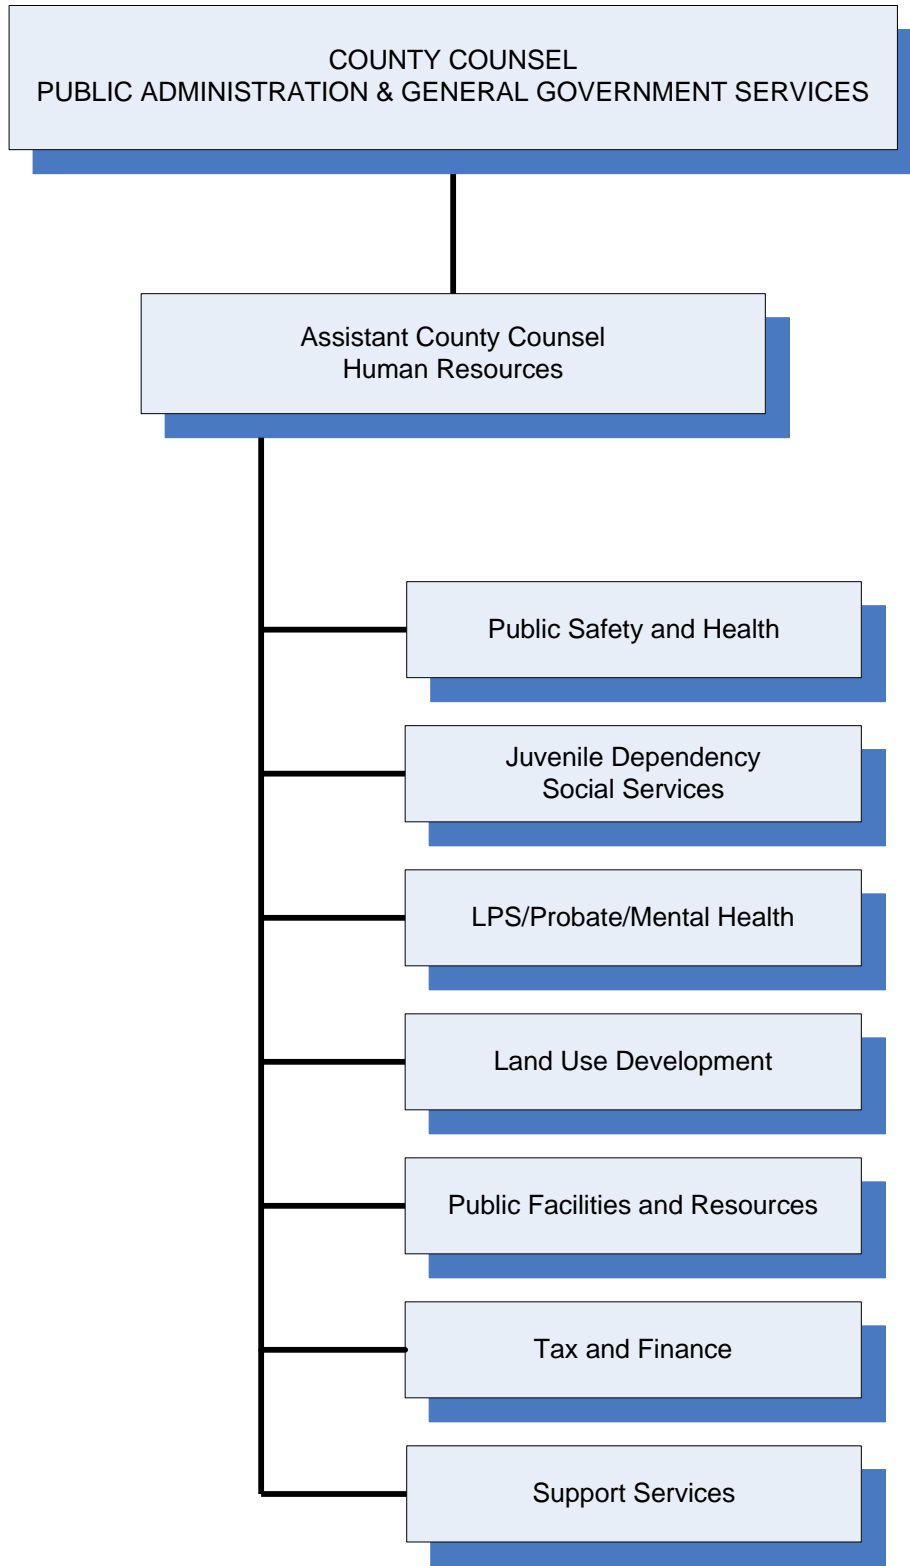 COUNTY COUNSEL
PUBLIC ADMINISTRATION & GENERAL GOVERNMENT SERVICES
Assistant County Counsel
Human Resources
Public Safety and Health
Juvenile Dependency
Social Services
LPS/Probate/Mental Health
Land Use Development
Public Facilities and Resources
Tax and Finance
Support Services